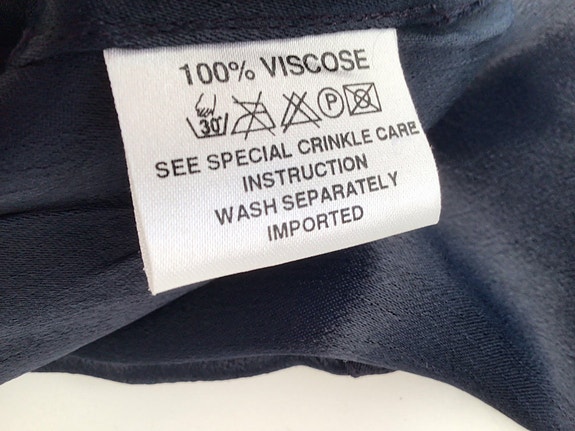 100% VISCOSE
30 P
SEE SPECIAL CRINKLE CARE
INSTRUCTION
WASH SEPARATELY
IMPORTED